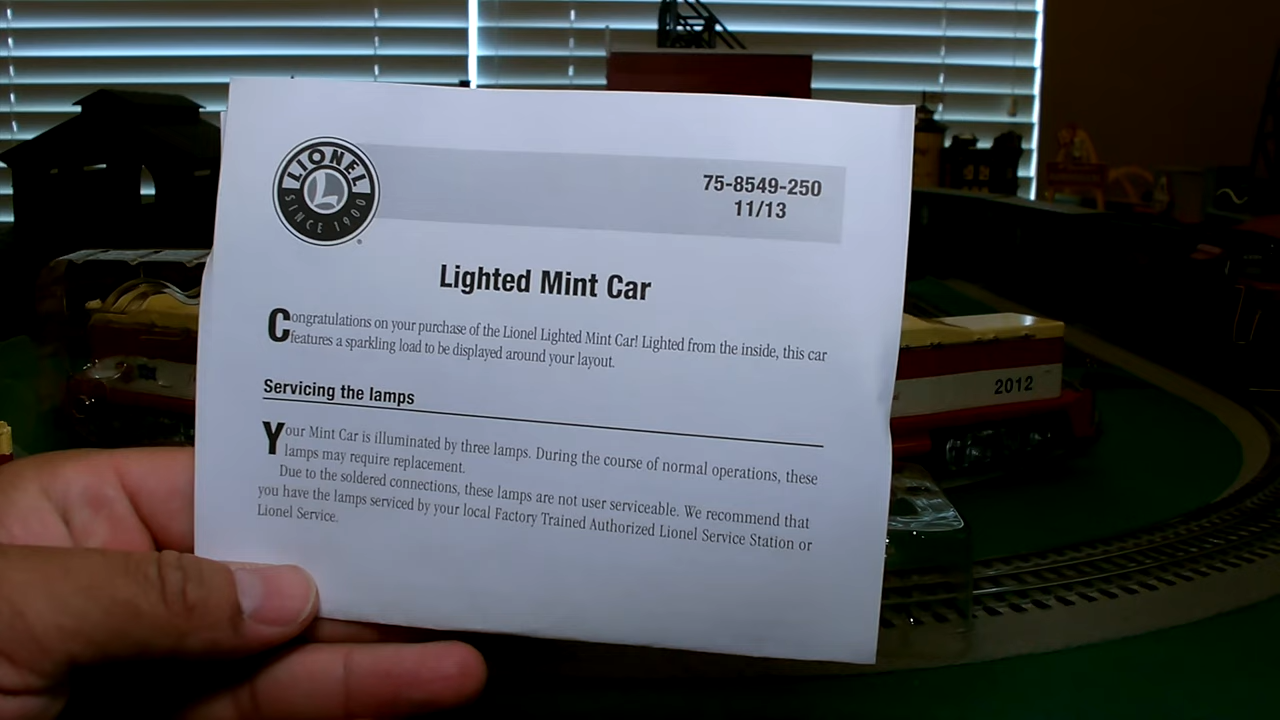 LIONEL
SINCE 1900
75-8549-250
11/13
Lighted Mint Car
Congratulations on your purchase of the Lionel Lighted Mint Car! Lighted from the inside, this car
features a sparkling load to be displayed around your layout.
Servicing the lamps
Your Mint Car is illuminated by three lamps. During the course of normal operations, these
lamps may require replacement.
Due to the soldered connections, these lamps are not user serviceable. We recommend that
you have the lamps serviced by your local Factory Trained Authorized Lionel Service Station or
Lionel Service.
2012